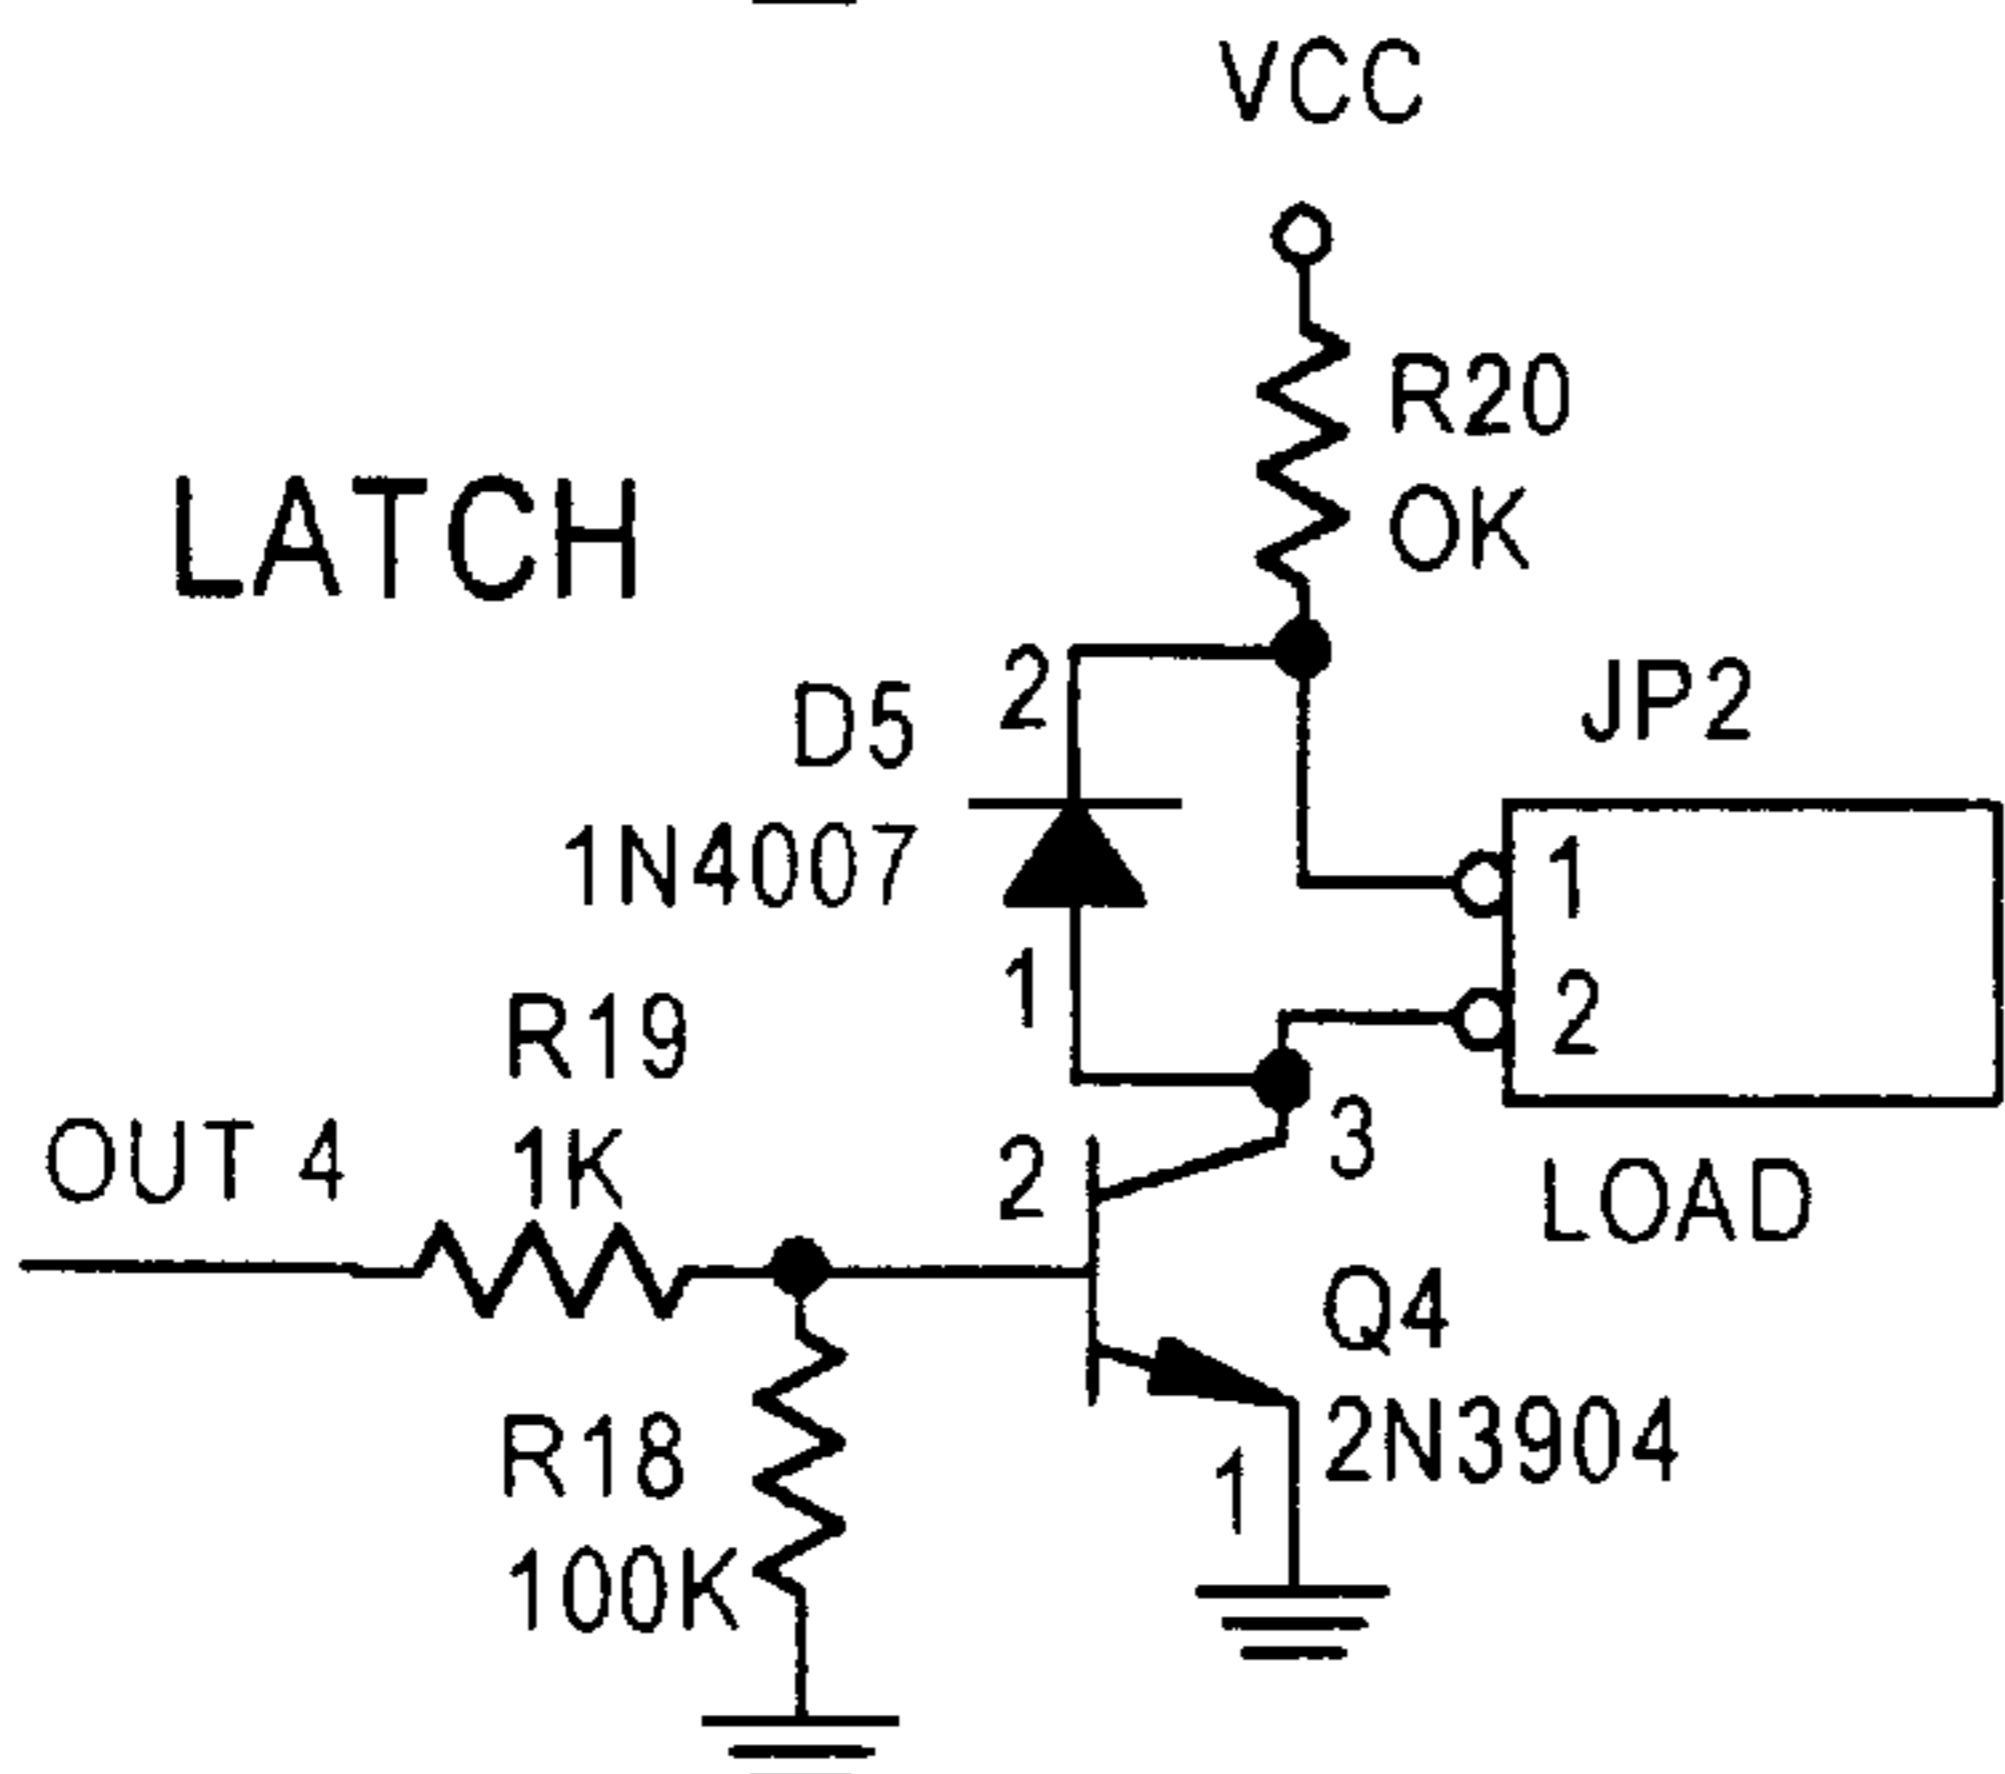 VCC
R20
OK
LATCH
2
D5
JP2
1N4007
1
1
2
R19
1K
OUT 4
2
3
LOAD
Q4
2N3904
R18
100K
1